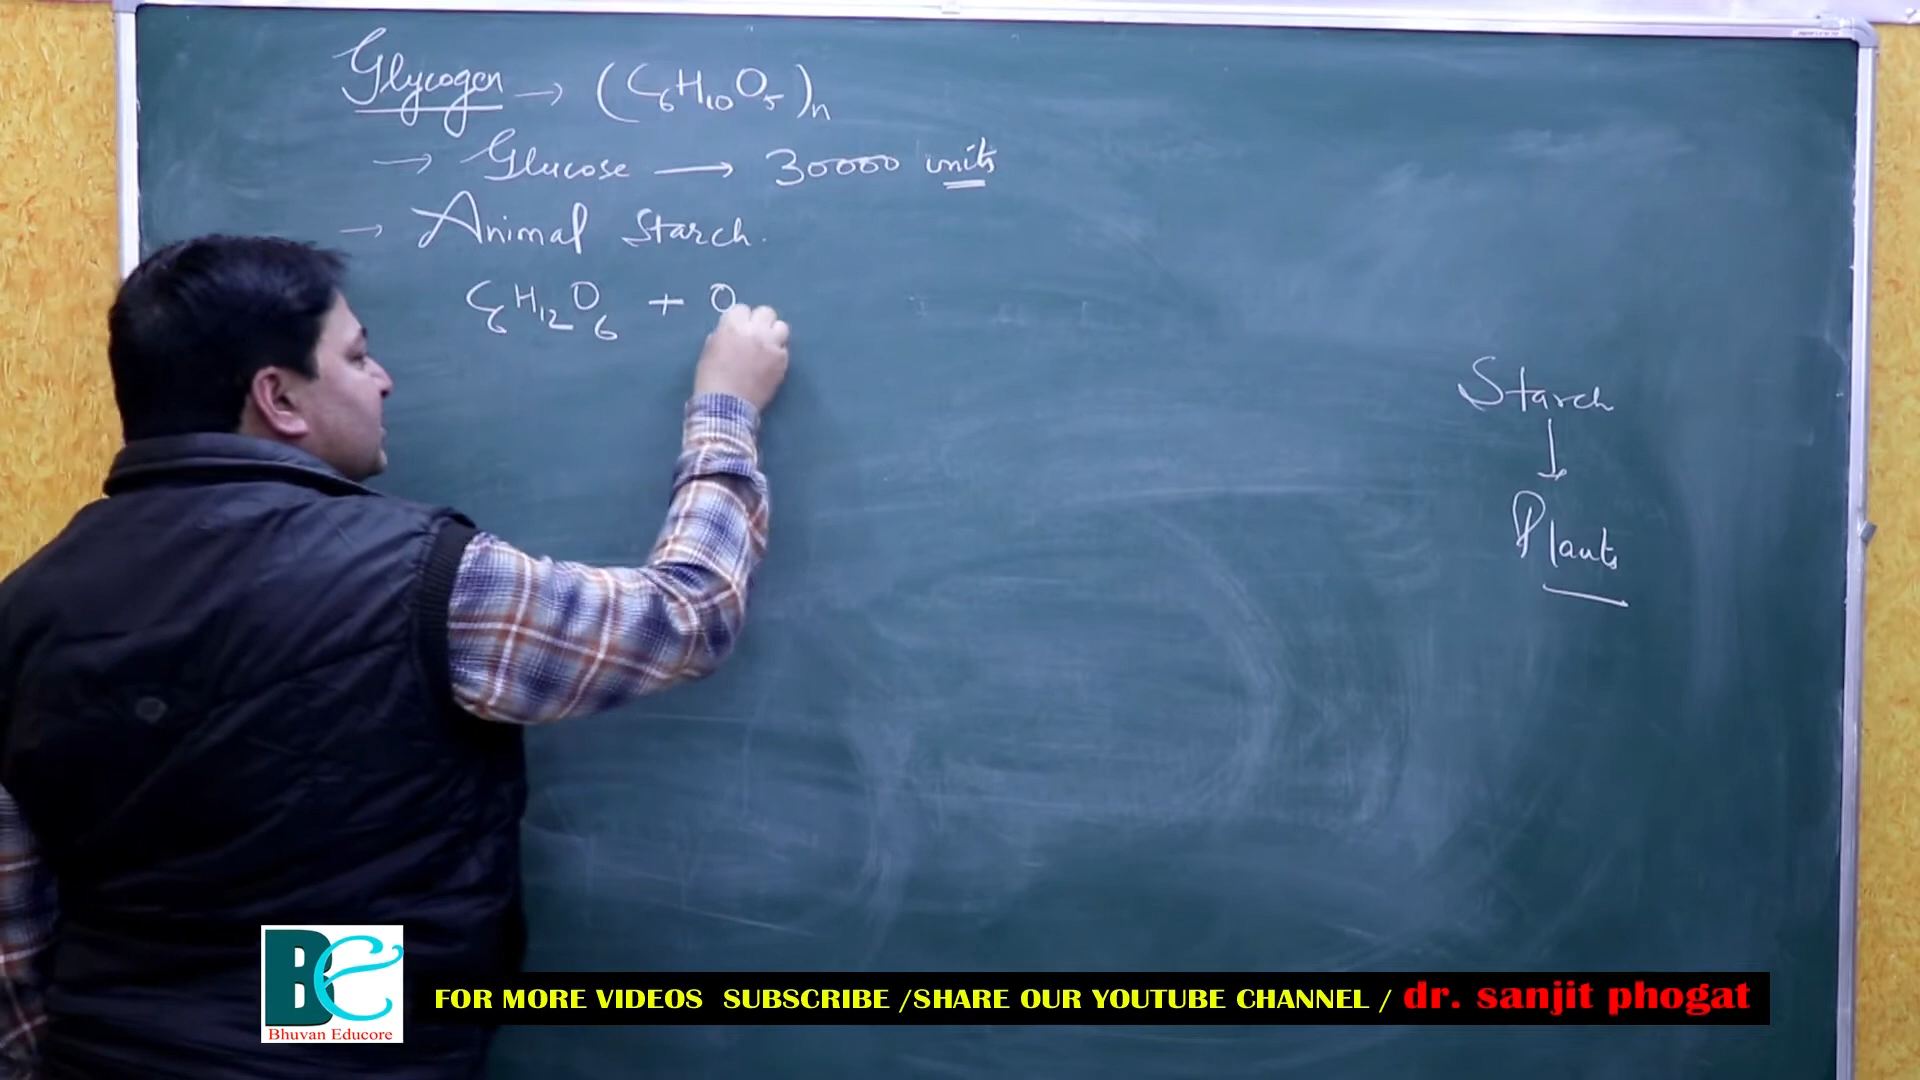 Glycogen → (C6H10O5)n
→ Glucose → 30000 units
→ Animal Starch.
C6H12O6 + O
Starch
↓
Plants
BE
Bhuvan Educore
FOR MORE VIDEOS SUBSCRIBE /SHARE OUR YOUTUBE CHANNEL / dr. sanjit phogat